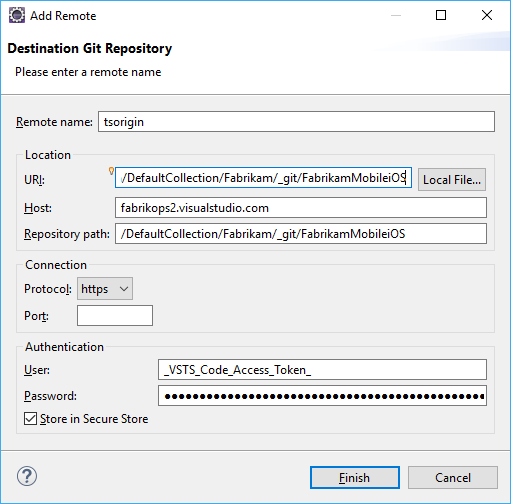 Add Remote
Destination Git Repository
Please enter a remote name
Remote name: tsorigin
Location
URI: /DefaultCollection/Fabrikam/_git/FabrikamMobileiOS Local File...
Host: fabrikops2.visualstudio.com
Repository path: /DefaultCollection/Fabrikam/_git/FabrikamMobileiOS
Connection
Protocol: https
Port:
Authentication
User: _VSTS_Code_Access_Token_
Password: ●●●●●●●●●●●●●●●●●●●●●●●●●●●●●●●●●●●●●●●●●●●●●●●●●●●●
Store in Secure Store
? Finish Cancel